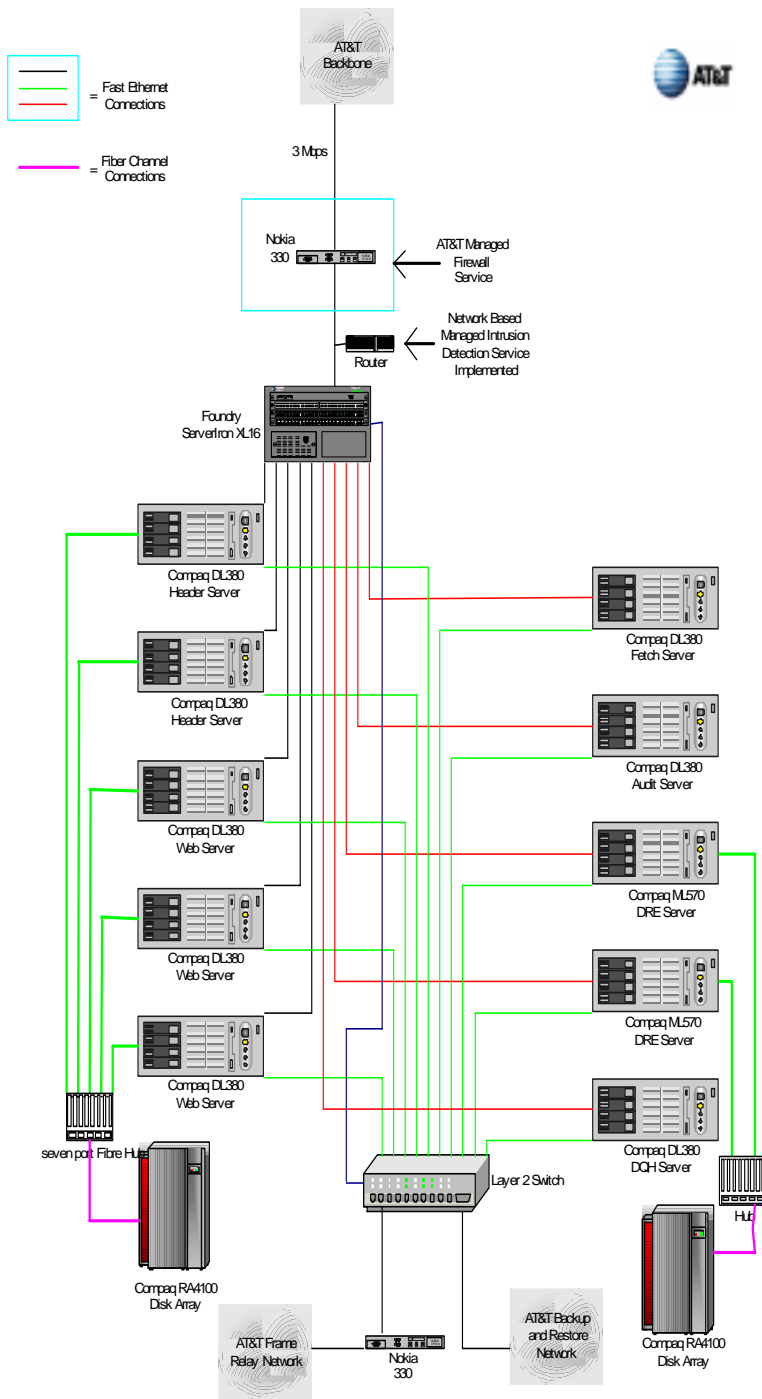 AT&T
Backbone
AT&T
= Fast Ethernet
Connections
3 Mbps
= Fiber Channel
Connections
Nokia
330
AT&T Managed
Firewall
Service
Network Based
Managed Intrusion
Detection Service
Implemented
Router
Foundry
ServerIron XL16
Compaq DL380
Header Server
Compaq DL380
Fetch Server
Compaq DL380
Header Server
Compaq DL380
Audit Server
Compaq DL380
Web Server
Compaq ML570
DRE Server
Compaq DL380
Web Server
Compaq ML570
DRE Server
Compaq DL380
Web Server
Compaq DL380
DQH Server
seven port Fibre Hub
Layer 2 Switch
Hub
Compaq RA4100
Disk Array
AT&T Frame
Relay Network
Nokia
330
AT&T Backup
and Restore
Network
Compaq RA4100
Disk Array